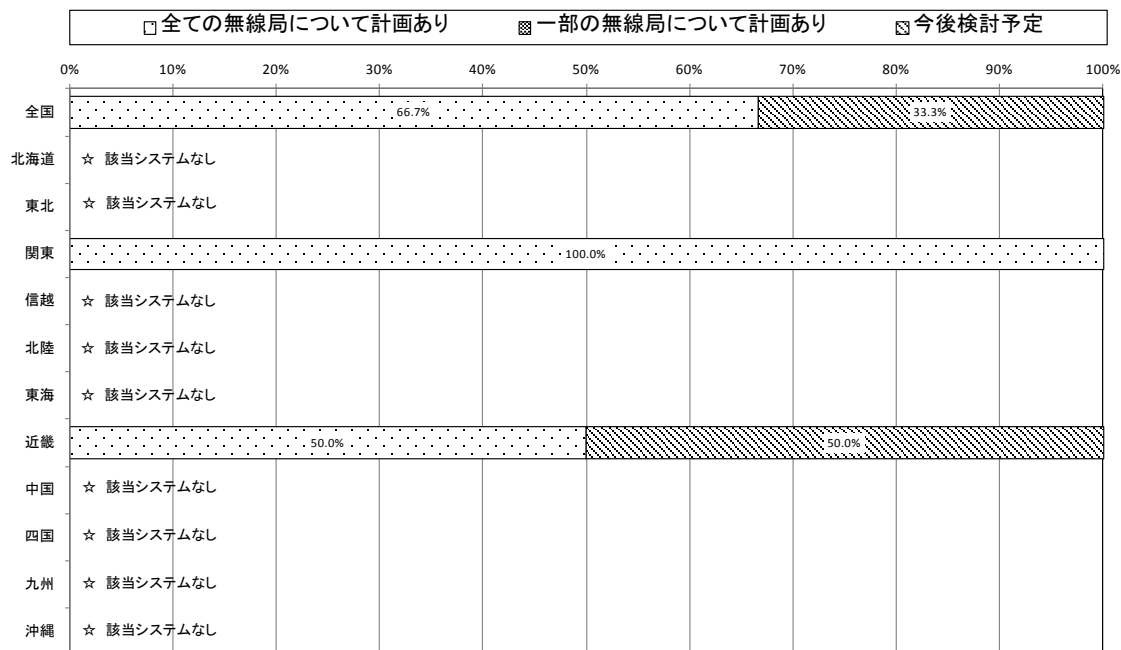 全ての無線局について計画あり 一部の無線局について計画あり 今後検討予定
0% 10% 20% 30% 40% 50% 60% 70% 80% 90% 100%
全国 66.7% 33.3%
北海道 ☆ 該当システムなし
東北 ☆ 該当システムなし
関東 100.0%
信越 ☆ 該当システムなし
北陸 ☆ 該当システムなし
東海 ☆ 該当システムなし
近畿 50.0% 50.0%
中国 ☆ 該当システムなし
四国 ☆ 該当システムなし
九州 ☆ 該当システムなし
沖縄 ☆ 該当システムなし